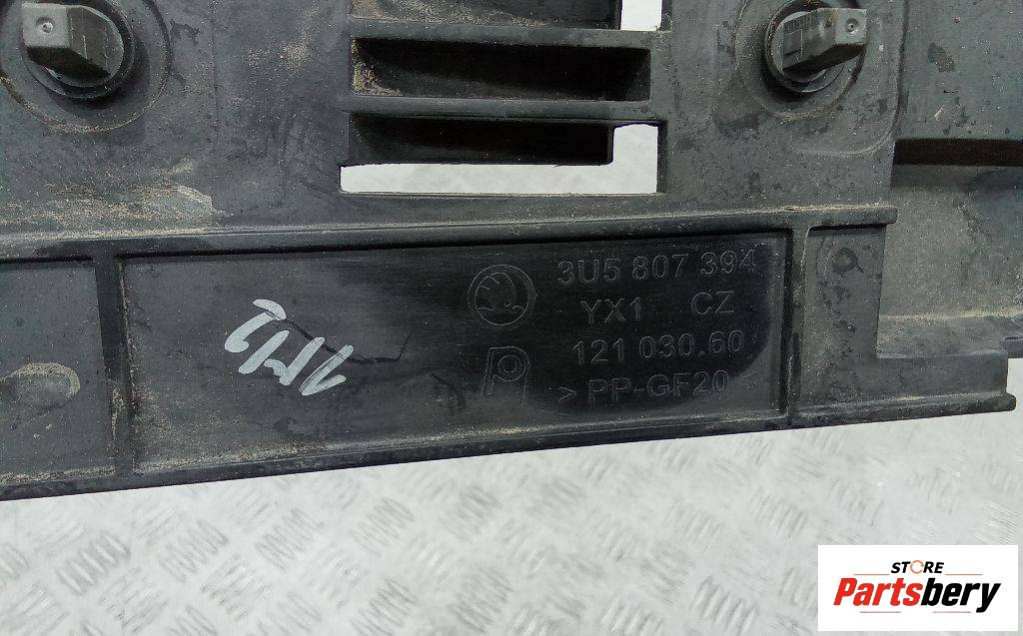 3U5 807 394
YX1 CZ
121 030.60
>PP-GF20
STORE
Partsbery